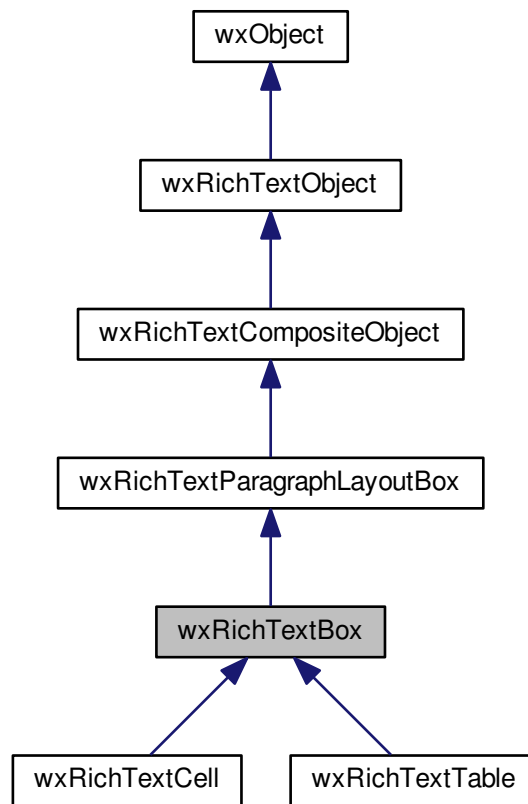 wxObject
wxRichTextObject
wxRichTextCompositeObject
wxRichTextParagraphLayoutBox
wxRichTextBox
wxRichTextCell
wxRichTextTable